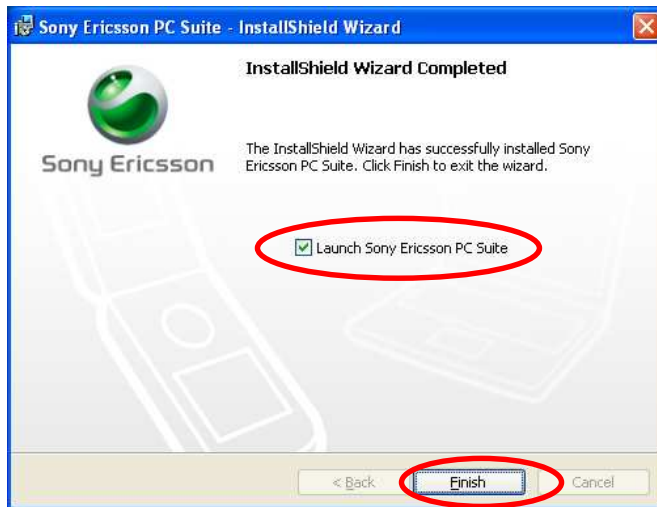 Sony Ericsson PC Suite - InstallShield Wizard
InstallShield Wizard Completed
Sony Ericsson
The InstallShield Wizard has successfully installed Sony
Ericsson PC Suite. Click Finish to exit the wizard.
Launch Sony Ericsson PC Suite
< Back
Finish
Cancel